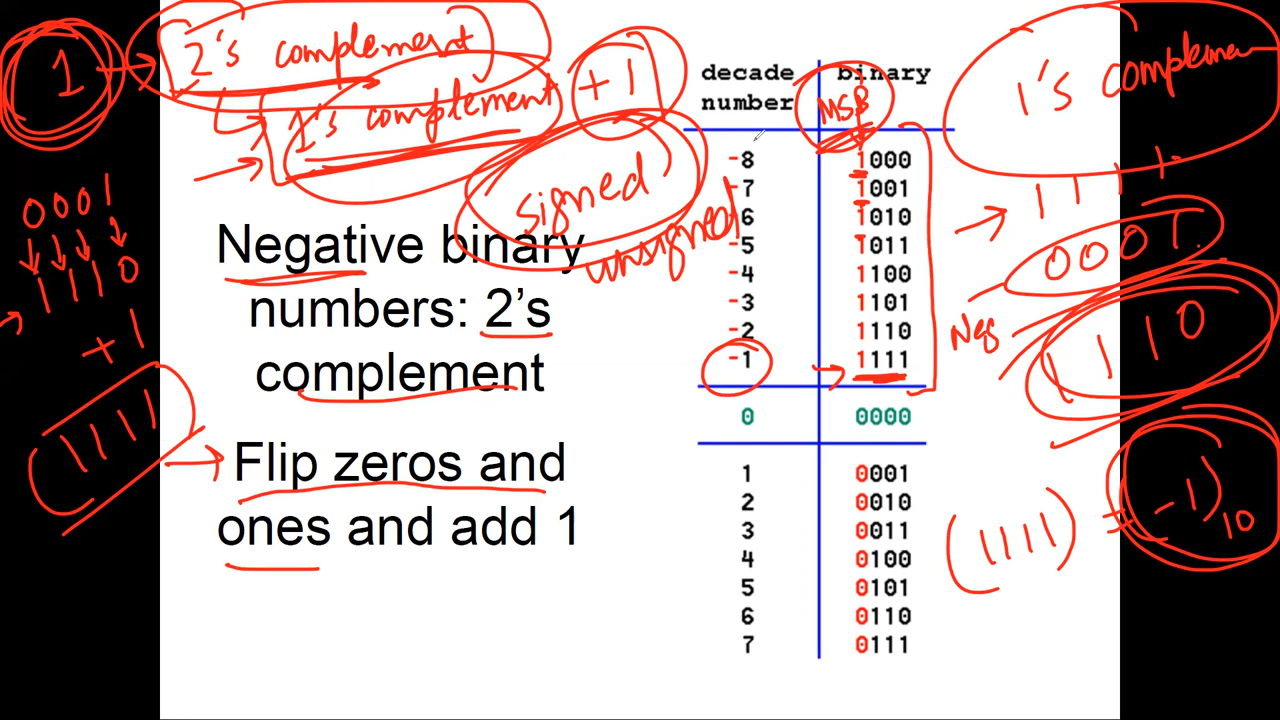 1 → 2's complement
1's complement + 1
signed
unsigned
0001
1110
+1
1111
Negative binary
numbers: 2's
complement
Flip zeros and
ones and add 1
decade binary
number MSB
-8 1000
-7 1001
-6 1010
-5 1011
-4 1100
-3 1101
-2 1110
-1 1111
0 0000
1 0001
2 0010
3 0011
4 0100
5 0101
6 0110
7 0111
1's complemen
0001
Neg
1110
(1111) = -1)10